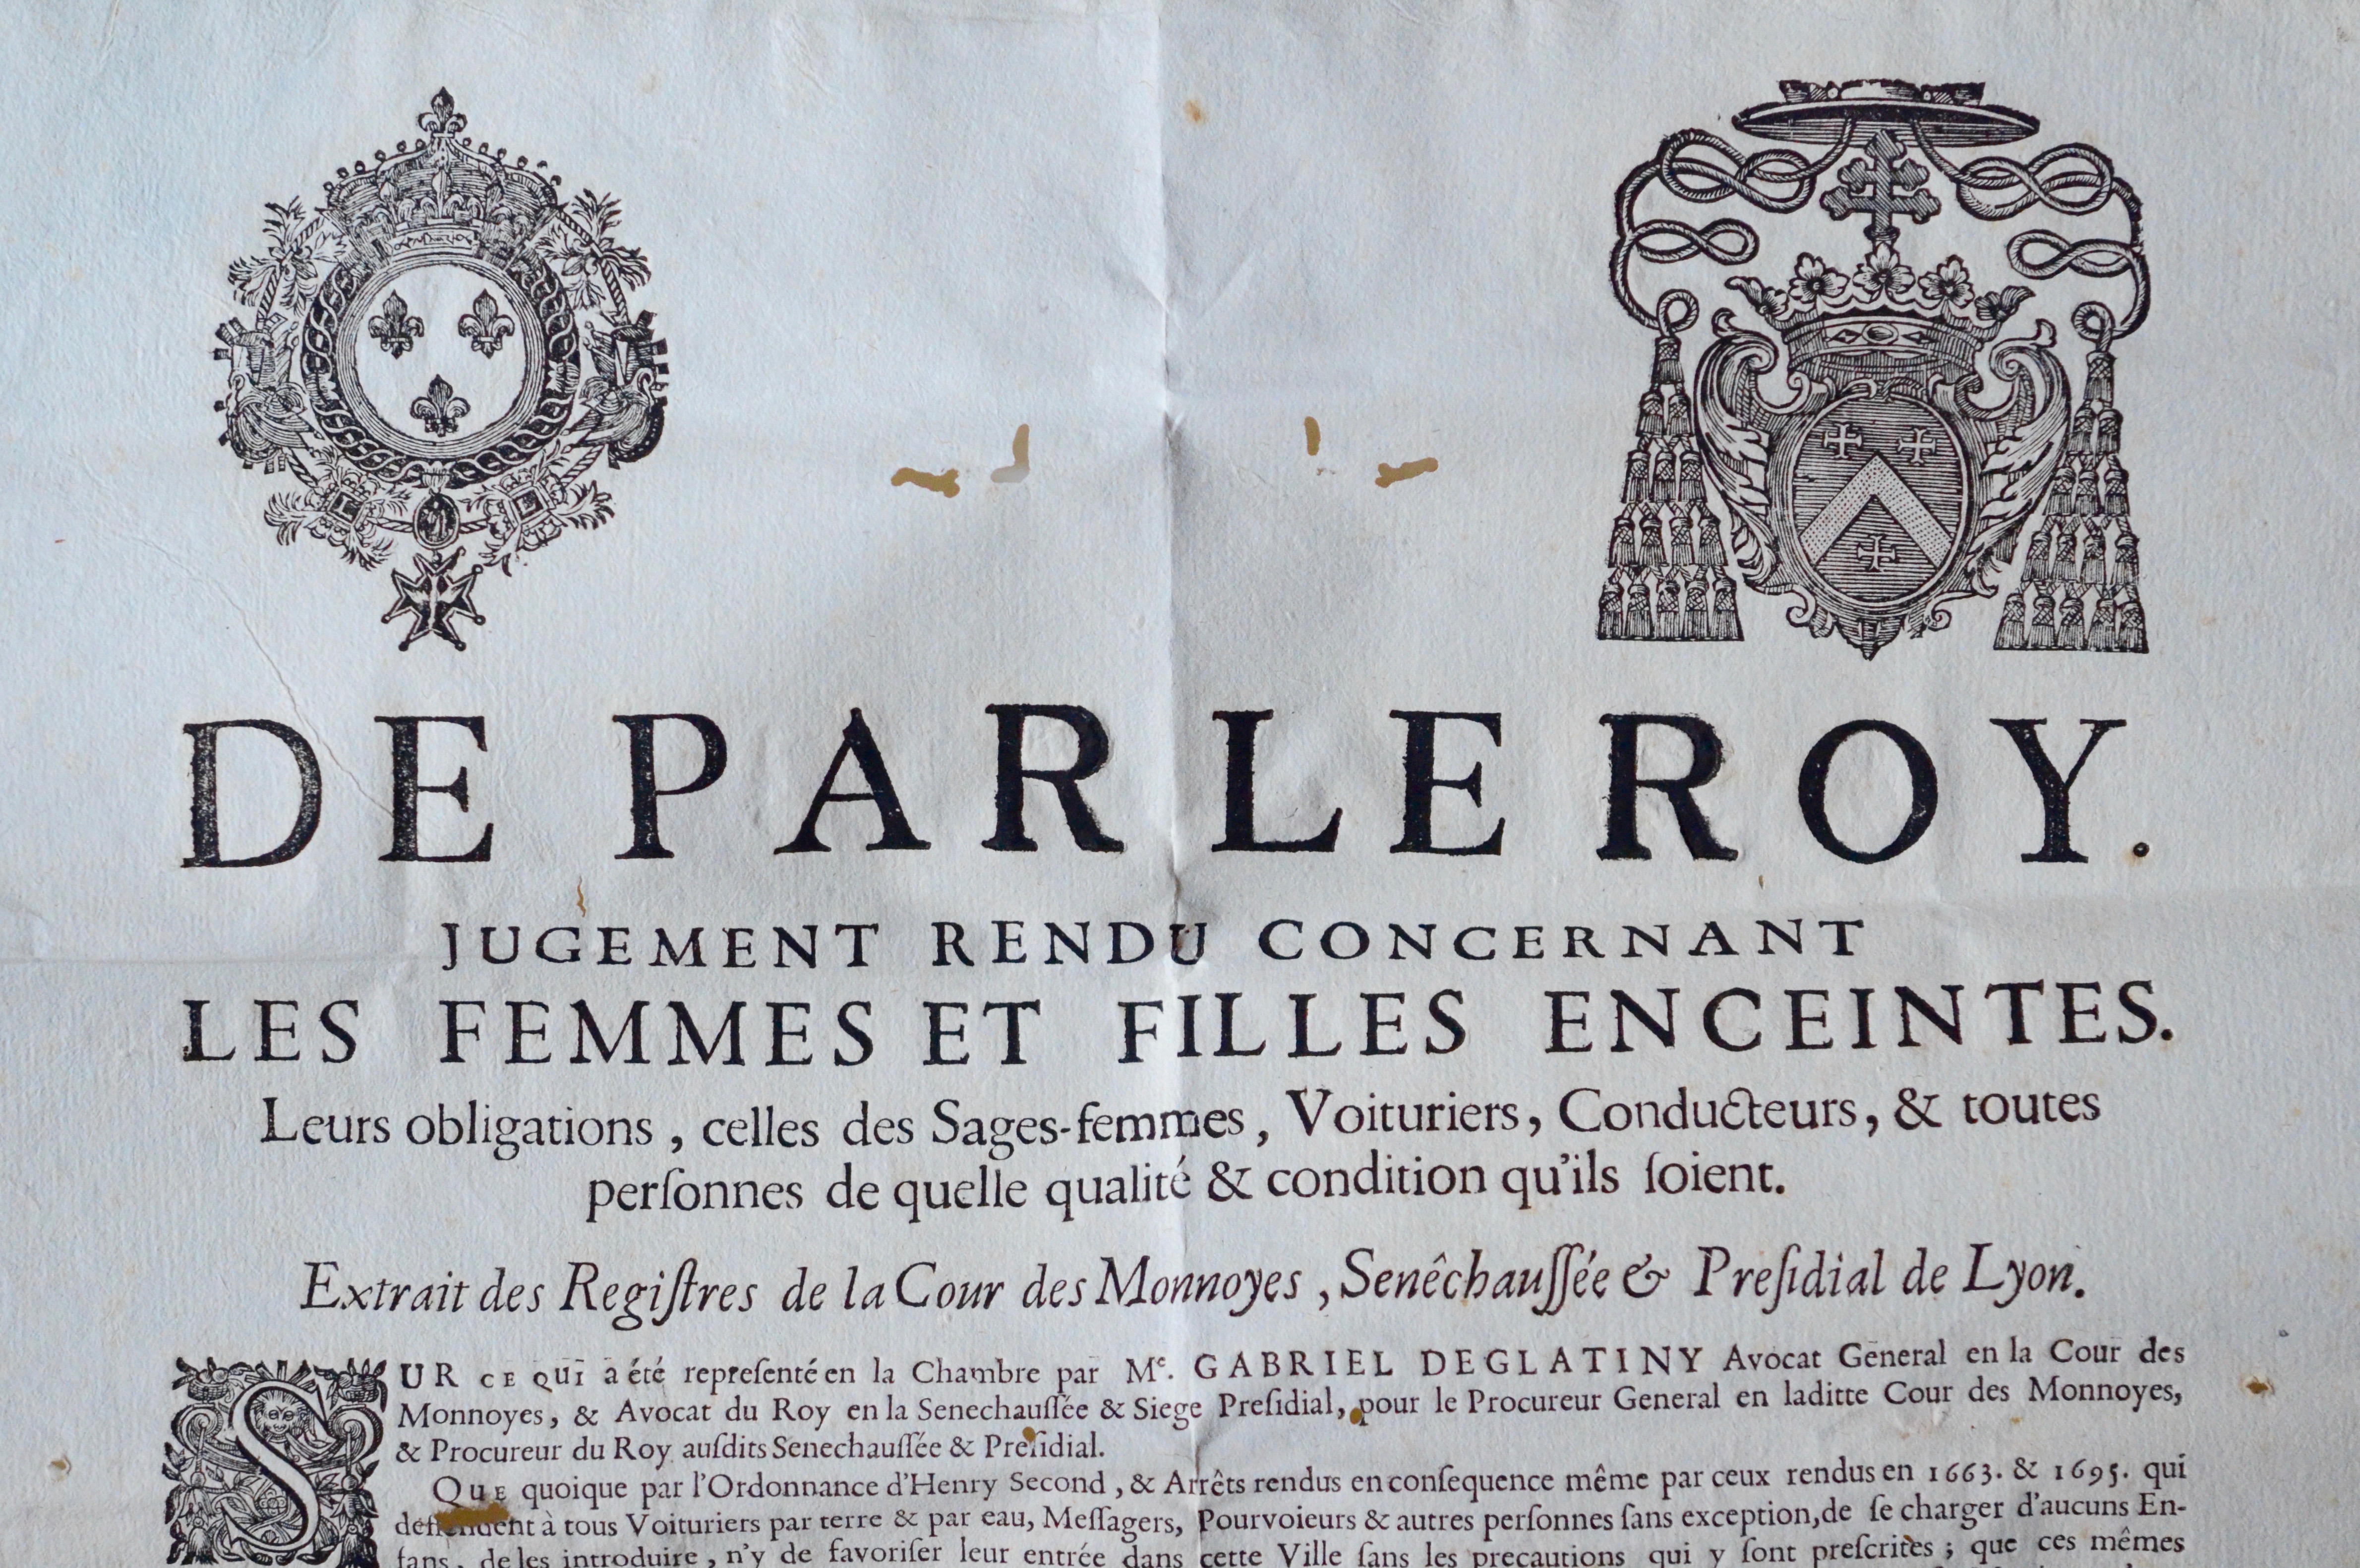 DE PAR LE ROY.
JUGEMENT RENDU CONCERNANT
LES FEMMES ET FILLES ENCEINTES.
Leurs obligations, celles des Sages-femmes, Voituriers, Conducteurs, & toutes
perſonnes de quelle qualité & condition qu'ils ſoient.
Extrait des Regiſtres de la Cour des Monnoyes, Senêchauſſée & Preſidial de Lyon.
SUR CE QUI a été repreſenté en la Chambre par Me. GABRIEL DEGLATINY Avocat General en la Cour des
Monnoyes, & Avocat du Roy en la Senechauſſée & Siege Preſidial, pour le Procureur General en laditte Cour des Monnoyes,
& Procureur du Roy auſdits Senechauſſée & Preſidial.
QUE quoique par l'Ordonnance d'Henry Second, & Arrêts rendus en conſequence même par ceux rendus en 1663. & 1695. qui
deffendent à tous Voituriers par terre & par eau, Meſſagers, Pourvoieurs & autres perſonnes ſans exception, de ſe charger d'aucuns En-
fans, de les introduire, n'y de favoriſer leur entrée dans cette Ville ſans les precautions qui y ſont preſcrites; que ces mêmes